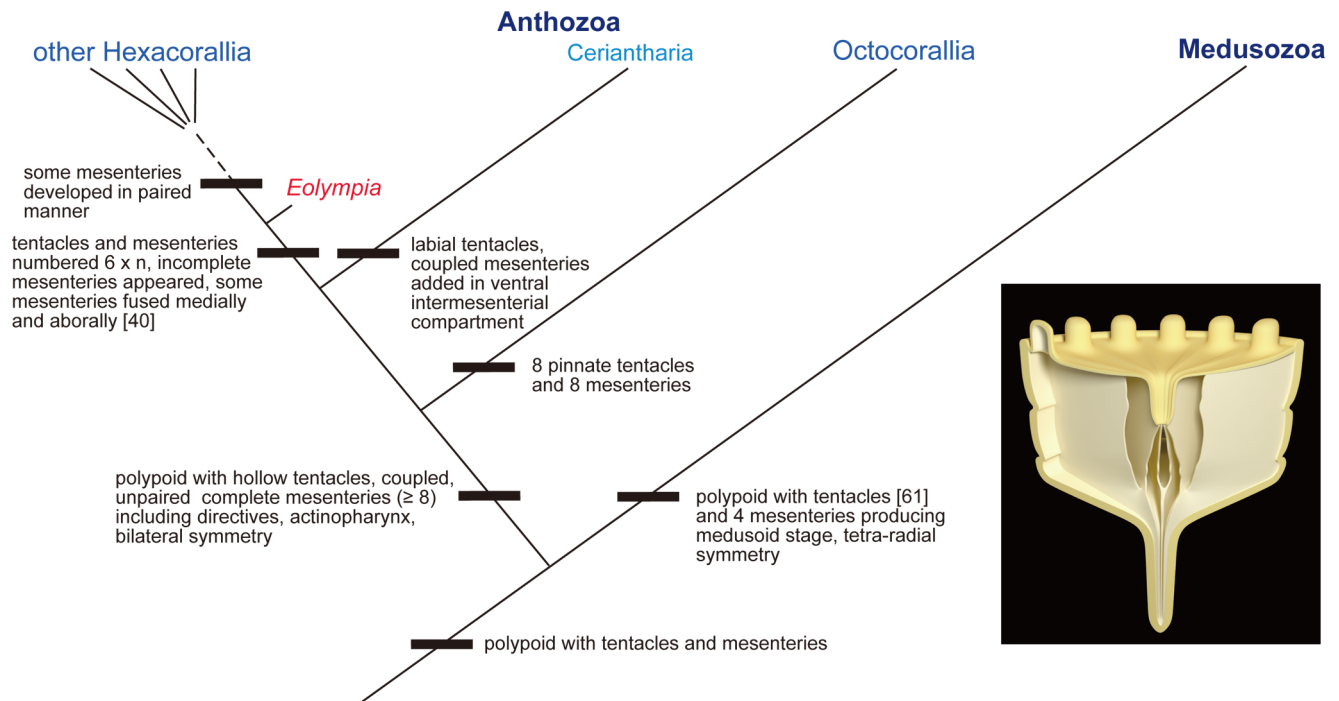 Anthozoa
other Hexacorallia
Ceriantharia
Octocorallia
Medusozoa
some mesenteries
developed in paired
manner
Eolympia
tentacles and mesenteries
numbered 6 x n, incomplete
mesenteries appeared, some
mesenteries fused medially
and aborally [40]
labial tentacles,
coupled mesenteries
added in ventral
intermesenterial
compartment
8 pinnate tentacles
and 8 mesenteries
polypoid with hollow tentacles, coupled,
unpaired complete mesenteries (≥ 8)
including directives, actinopharynx,
bilateral symmetry
polypoid with tentacles [61]
and 4 mesenteries producing
medusoid stage, tetra-radial
symmetry
polypoid with tentacles and mesenteries